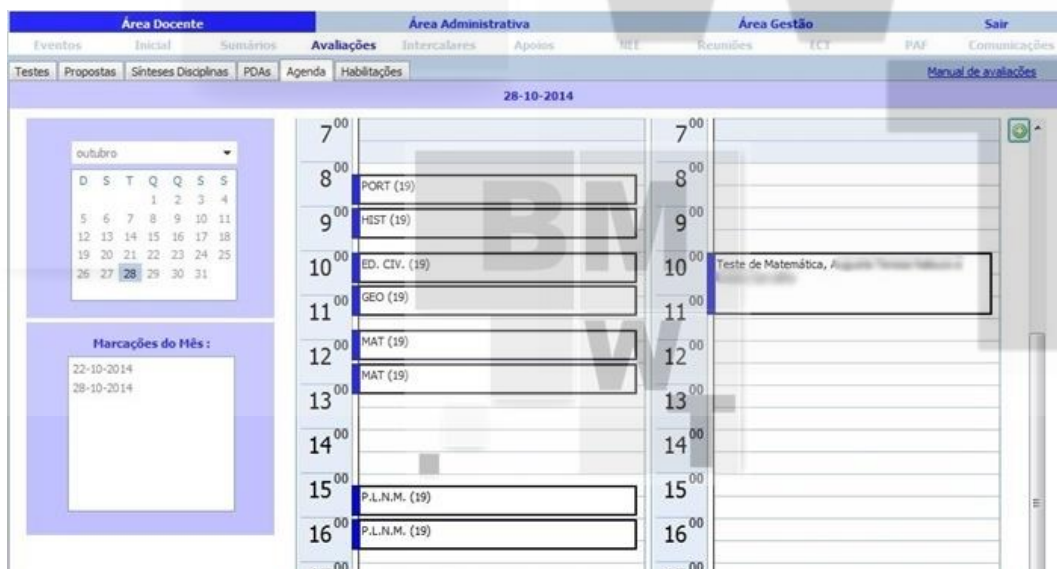 Área Docente Área Administrativa Área Gestão Sair
Eventos Inicial Sumários Avaliações Intercalares Apoios NEE Reuniões ECT PAF Comunicações
Testes Propostas Sínteses Disciplinas PDAs Agenda Habilitações Manual de avaliações
28-10-2014
outubro
D S T Q Q S S
1 2 3 4
5 6 7 8 9 10 11
12 13 14 15 16 17 18
19 20 21 22 23 24 25
26 27 28 29 30 31
Marcações do Mês :
22-10-2014
28-10-2014
7 00
8 00
PORT (19)
9 00
HIST (19)
10 00
ED. CIV. (19)
GEO (19)
11 00
MAT (19)
12 00
MAT (19)
13 00
14 00
15 00
P.L.N.M. (19)
16 00
P.L.N.M. (19)
00
7 00
8 00
9 00
10 00
Teste de Matemática,
11 00
12 00
13 00
14 00
15 00
16 00
00
BM
W
T